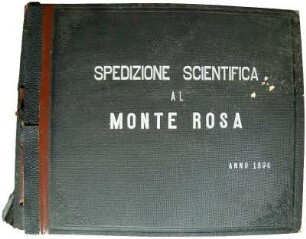 SPEDIZIONE SCIENTIFICA
AL
MONTE ROSA
ANNO 1894